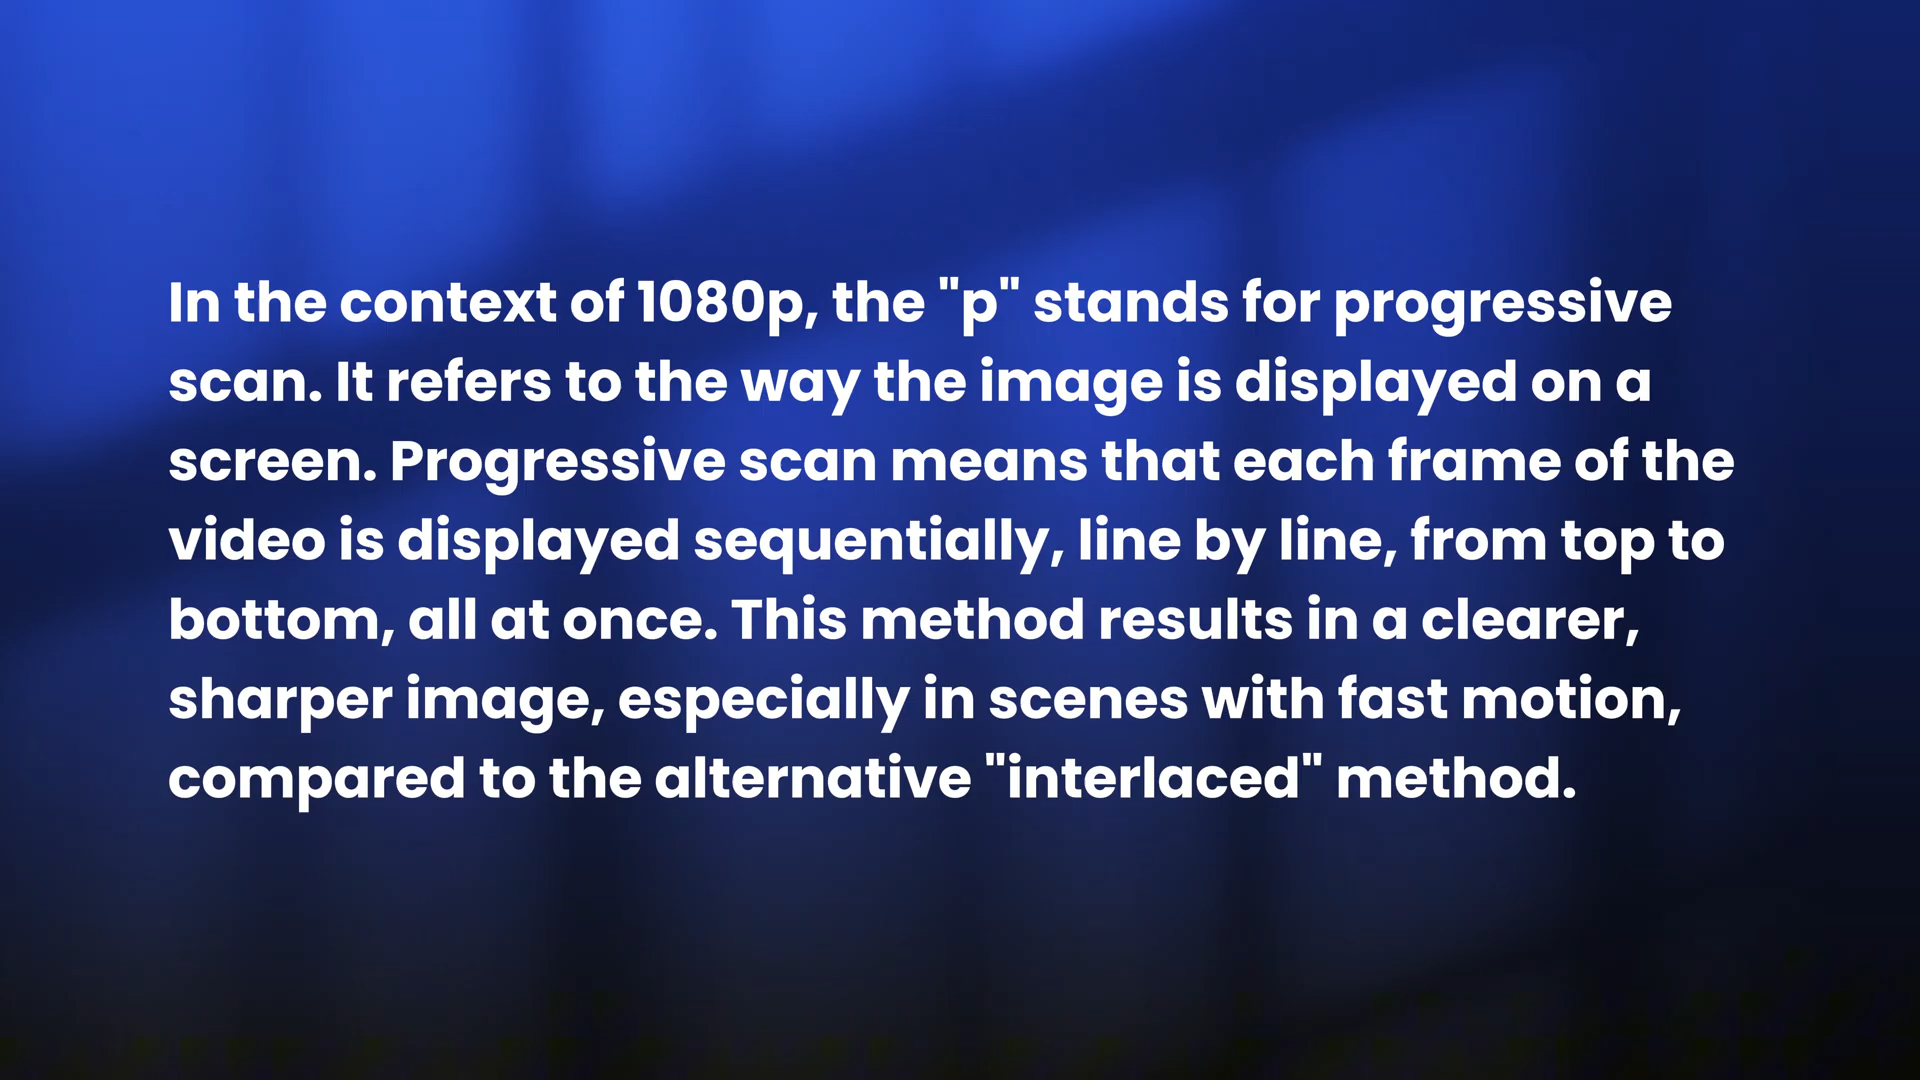 In the context of 1080p, the "p" stands for progressive
scan. It refers to the way the image is displayed on a
screen. Progressive scan means that each frame of the
video is displayed sequentially, line by line, from top to
bottom, all at once. This method results in a clearer,
sharper image, especially in scenes with fast motion,
compared to the alternative "interlaced" method.